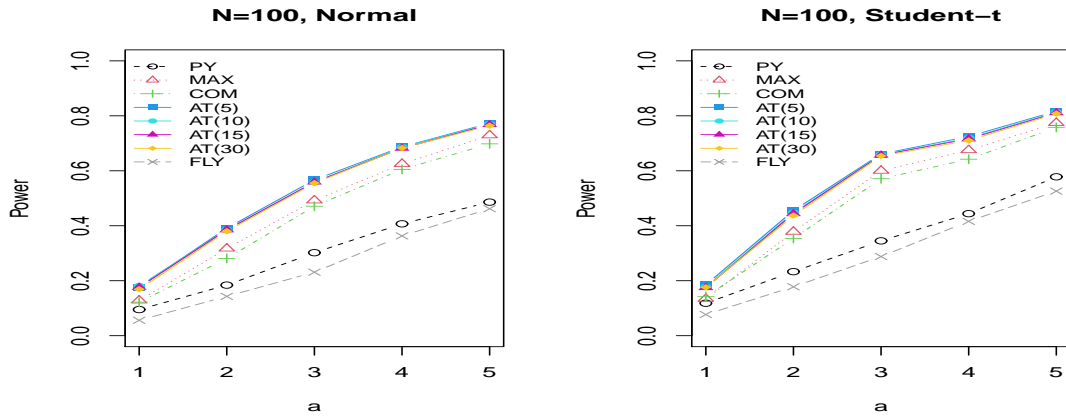 N=100, Normal
Power
1.0
0.8
0.6
0.4
0.2
0.0
PY
MAX
COM
AT(5)
AT(10)
AT(15)
AT(30)
FLY
1 2 3 4 5
a
N=100, Student−t
Power
1.0
0.8
0.6
0.4
0.2
0.0
PY
MAX
COM
AT(5)
AT(10)
AT(15)
AT(30)
FLY
1 2 3 4 5
a